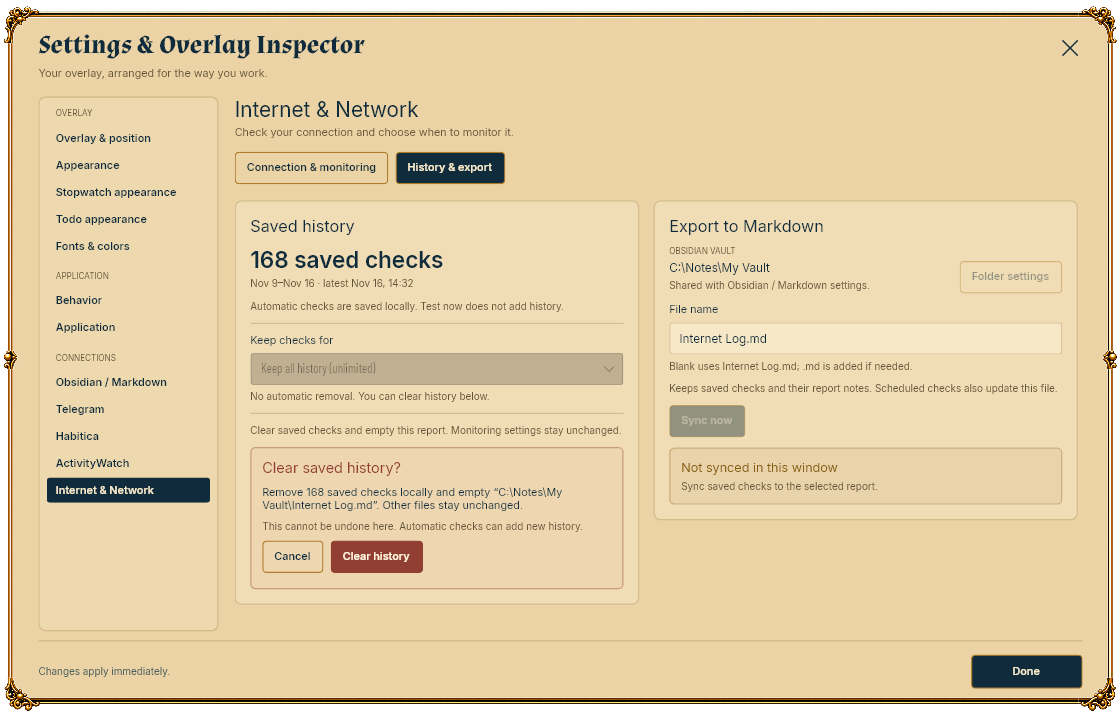 Settings & Overlay Inspector
Your overlay, arranged for the way you work.
OVERLAY
Overlay & position
Appearance
Stopwatch appearance
Todo appearance
Fonts & colors
APPLICATION
Behavior
Application
CONNECTIONS
Obsidian / Markdown
Telegram
Habitica
ActivityWatch
Internet & Network
Internet & Network
Check your connection and choose when to monitor it.
Connection & monitoring
History & export
Saved history
168 saved checks
Nov 9–Nov 16 · latest Nov 16, 14:32
Automatic checks are saved locally. Test now does not add history.
Keep checks for
Keep all history (unlimited)
No automatic removal. You can clear history below.
Clear saved checks and empty this report. Monitoring settings stay unchanged.
Clear saved history?
Remove 168 saved checks locally and empty “C:\Notes\My
Vault\Internet Log.md”. Other files stay unchanged.
This cannot be undone here. Automatic checks can add new history.
Cancel
Clear history
Export to Markdown
OBSIDIAN VAULT
C:\Notes\My Vault
Shared with Obsidian / Markdown settings.
Folder settings
File name
Internet Log.md
Blank uses Internet Log.md; .md is added if needed.
Keeps saved checks and their report notes. Scheduled checks also update this file.
Sync now
Not synced in this window
Sync saved checks to the selected report.
Changes apply immediately.
Done